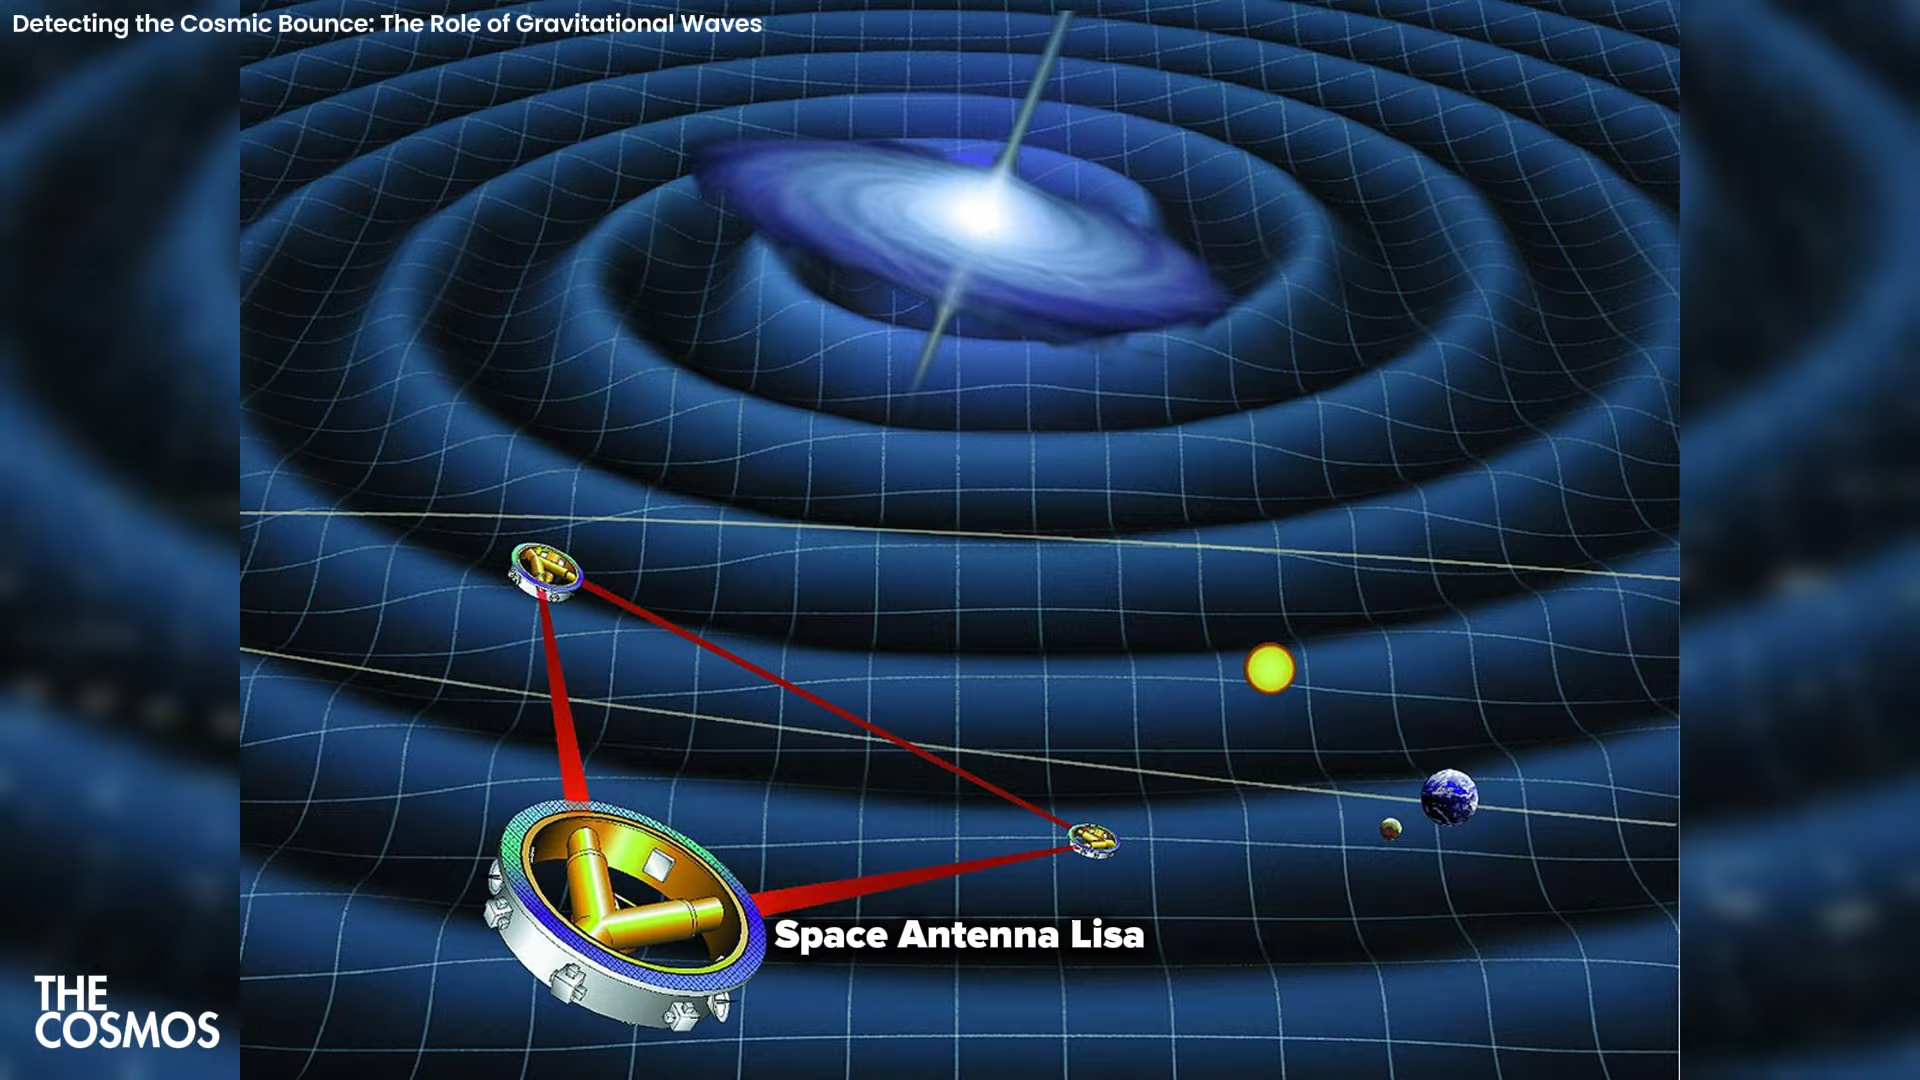 Detecting the Cosmic Bounce: The Role of Gravitational Waves
Space Antenna Lisa
THE
COSMOS